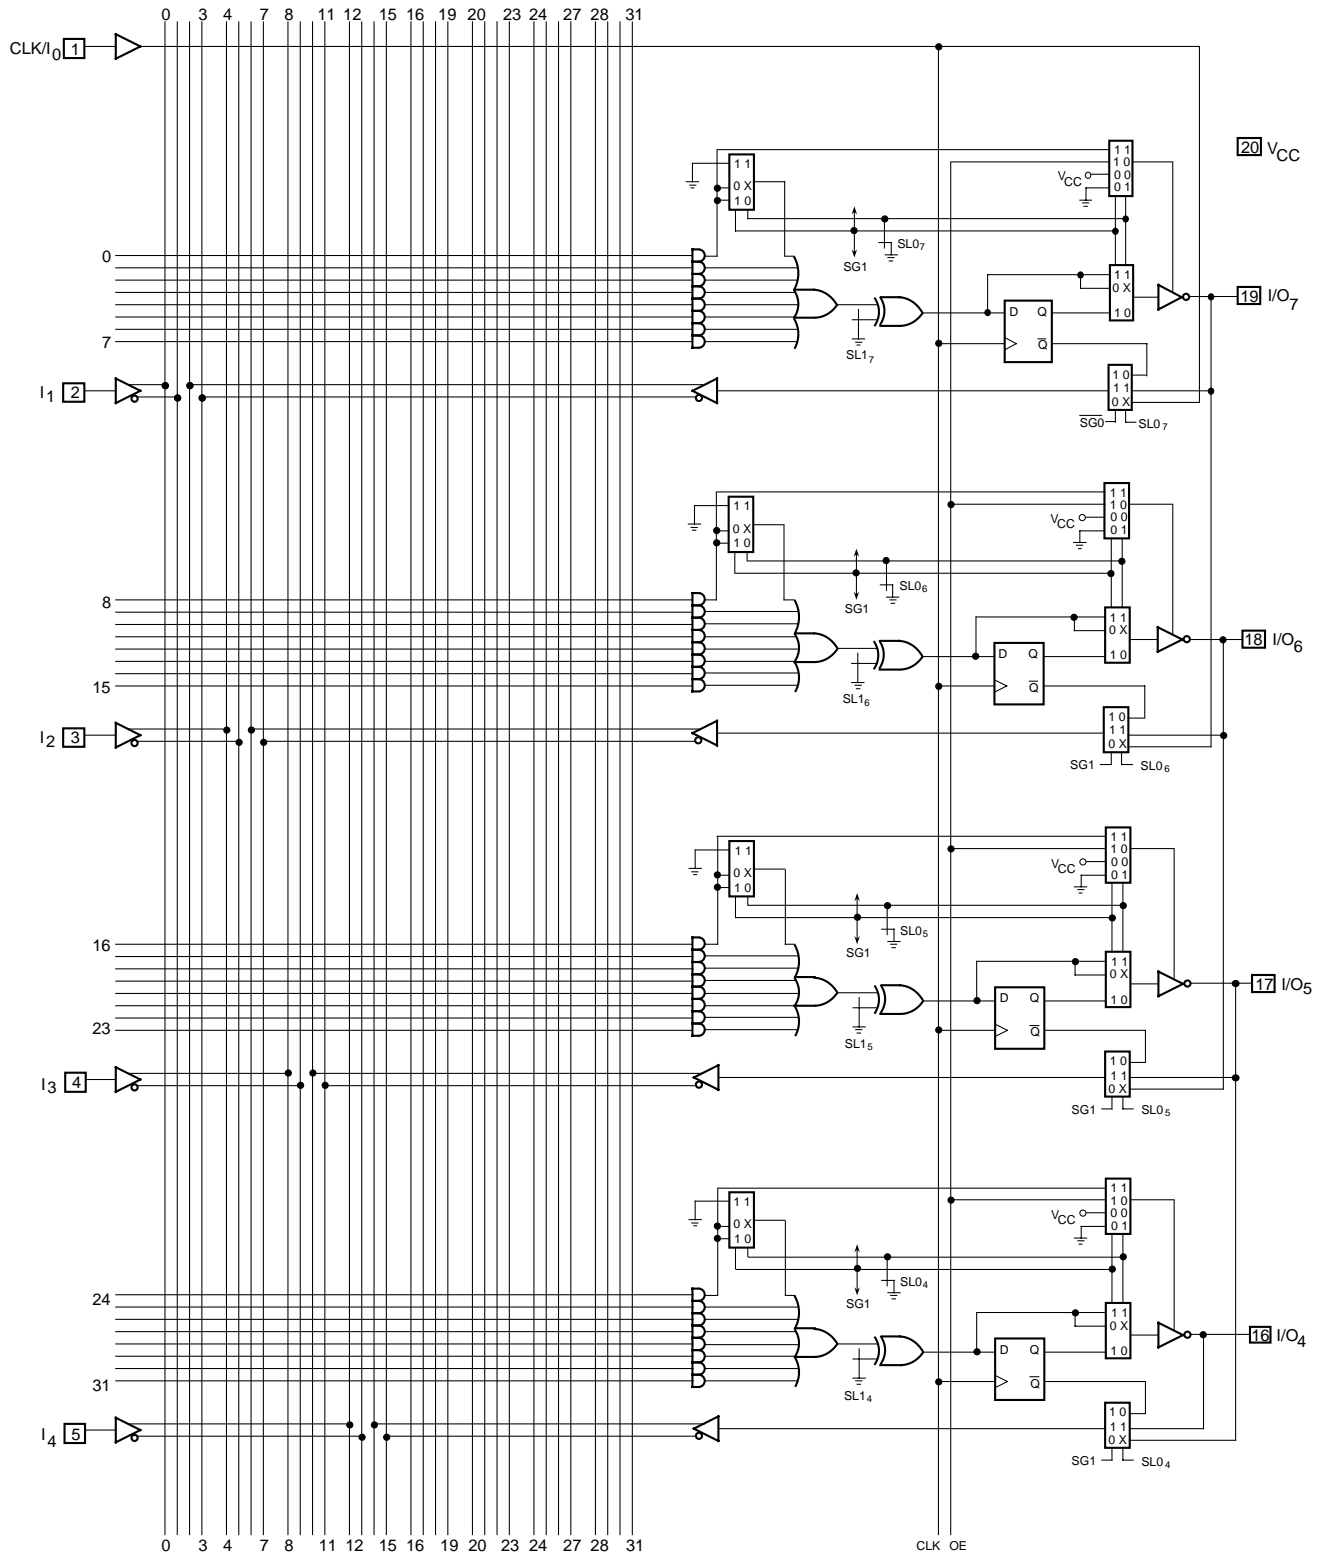 0 3 4 7 8 11 12 15 16 19 20 23 24 27 28 31
CLK/I0 1
20 VCC
1 1
0 X
1 0
1 1
1 0
0 0
0 1
VCC
SG1
SL07
0
7
1 1
0 X
1 0
19 I/O7
D Q
Q̅
SL17
I1 2
1 0
1 1
0 X
S̅G̅0̅ SL07
1 1
0 X
1 0
1 1
1 0
0 0
0 1
VCC
SG1
SL06
8
15
1 1
0 X
1 0
18 I/O6
D Q
Q̅
SL16
I2 3
1 0
1 1
0 X
SG1 SL06
1 1
0 X
1 0
1 1
1 0
0 0
0 1
VCC
SG1
SL05
16
23
1 1
0 X
1 0
17 I/O5
D Q
Q̅
SL15
I3 4
1 0
1 1
0 X
SG1 SL05
1 1
0 X
1 0
1 1
1 0
0 0
0 1
VCC
SG1
SL04
24
31
1 1
0 X
1 0
16 I/O4
D Q
Q̅
SL14
I4 5
1 0
1 1
0 X
SG1 SL04
0 3 4 7 8 11 12 15 16 19 20 23 24 27 28 31
CLK OE